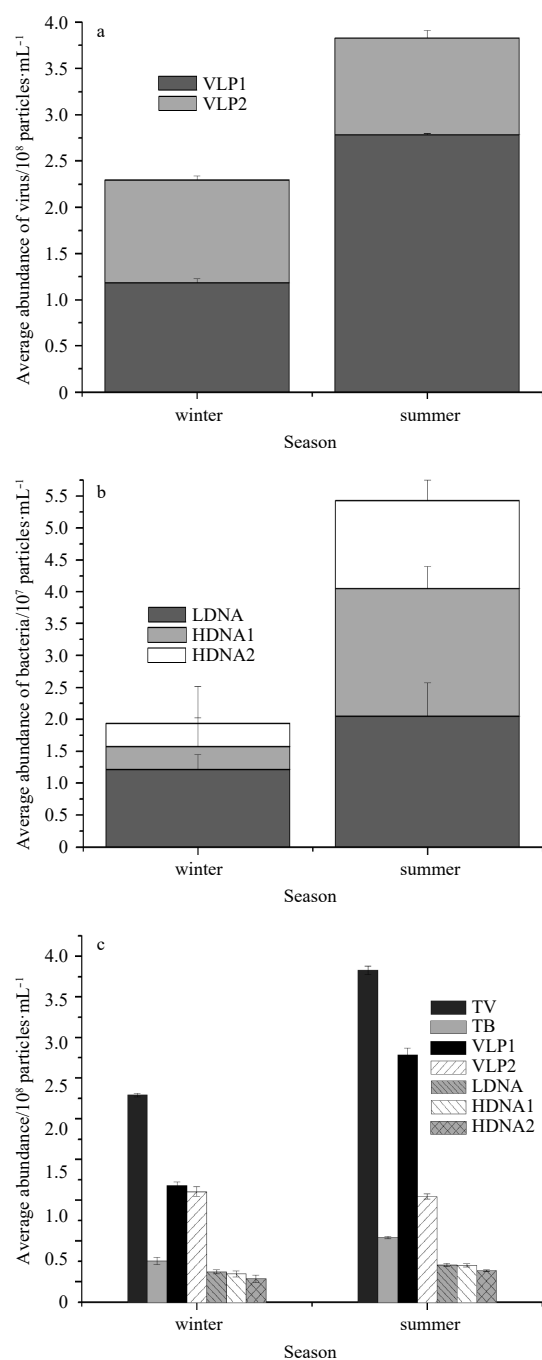 a
4.0
3.5
3.0
2.5
2.0
1.5
1.0
0.5
0
Average abundance of virus/10⁸ particles·mL⁻¹
VLP1
VLP2
winter
summer
Season
b
5.5
5.0
4.5
4.0
3.5
3.0
2.5
2.0
1.5
1.0
0.5
0
Average abundance of bacteria/10⁷ particles·mL⁻¹
LDNA
HDNA1
HDNA2
winter
summer
Season
c
4.0
3.5
3.0
2.5
2.0
1.5
1.0
0.5
0
Average abundance/10⁸ particles·mL⁻¹
TV
TB
VLP1
VLP2
LDNA
HDNA1
HDNA2
winter
summer
Season